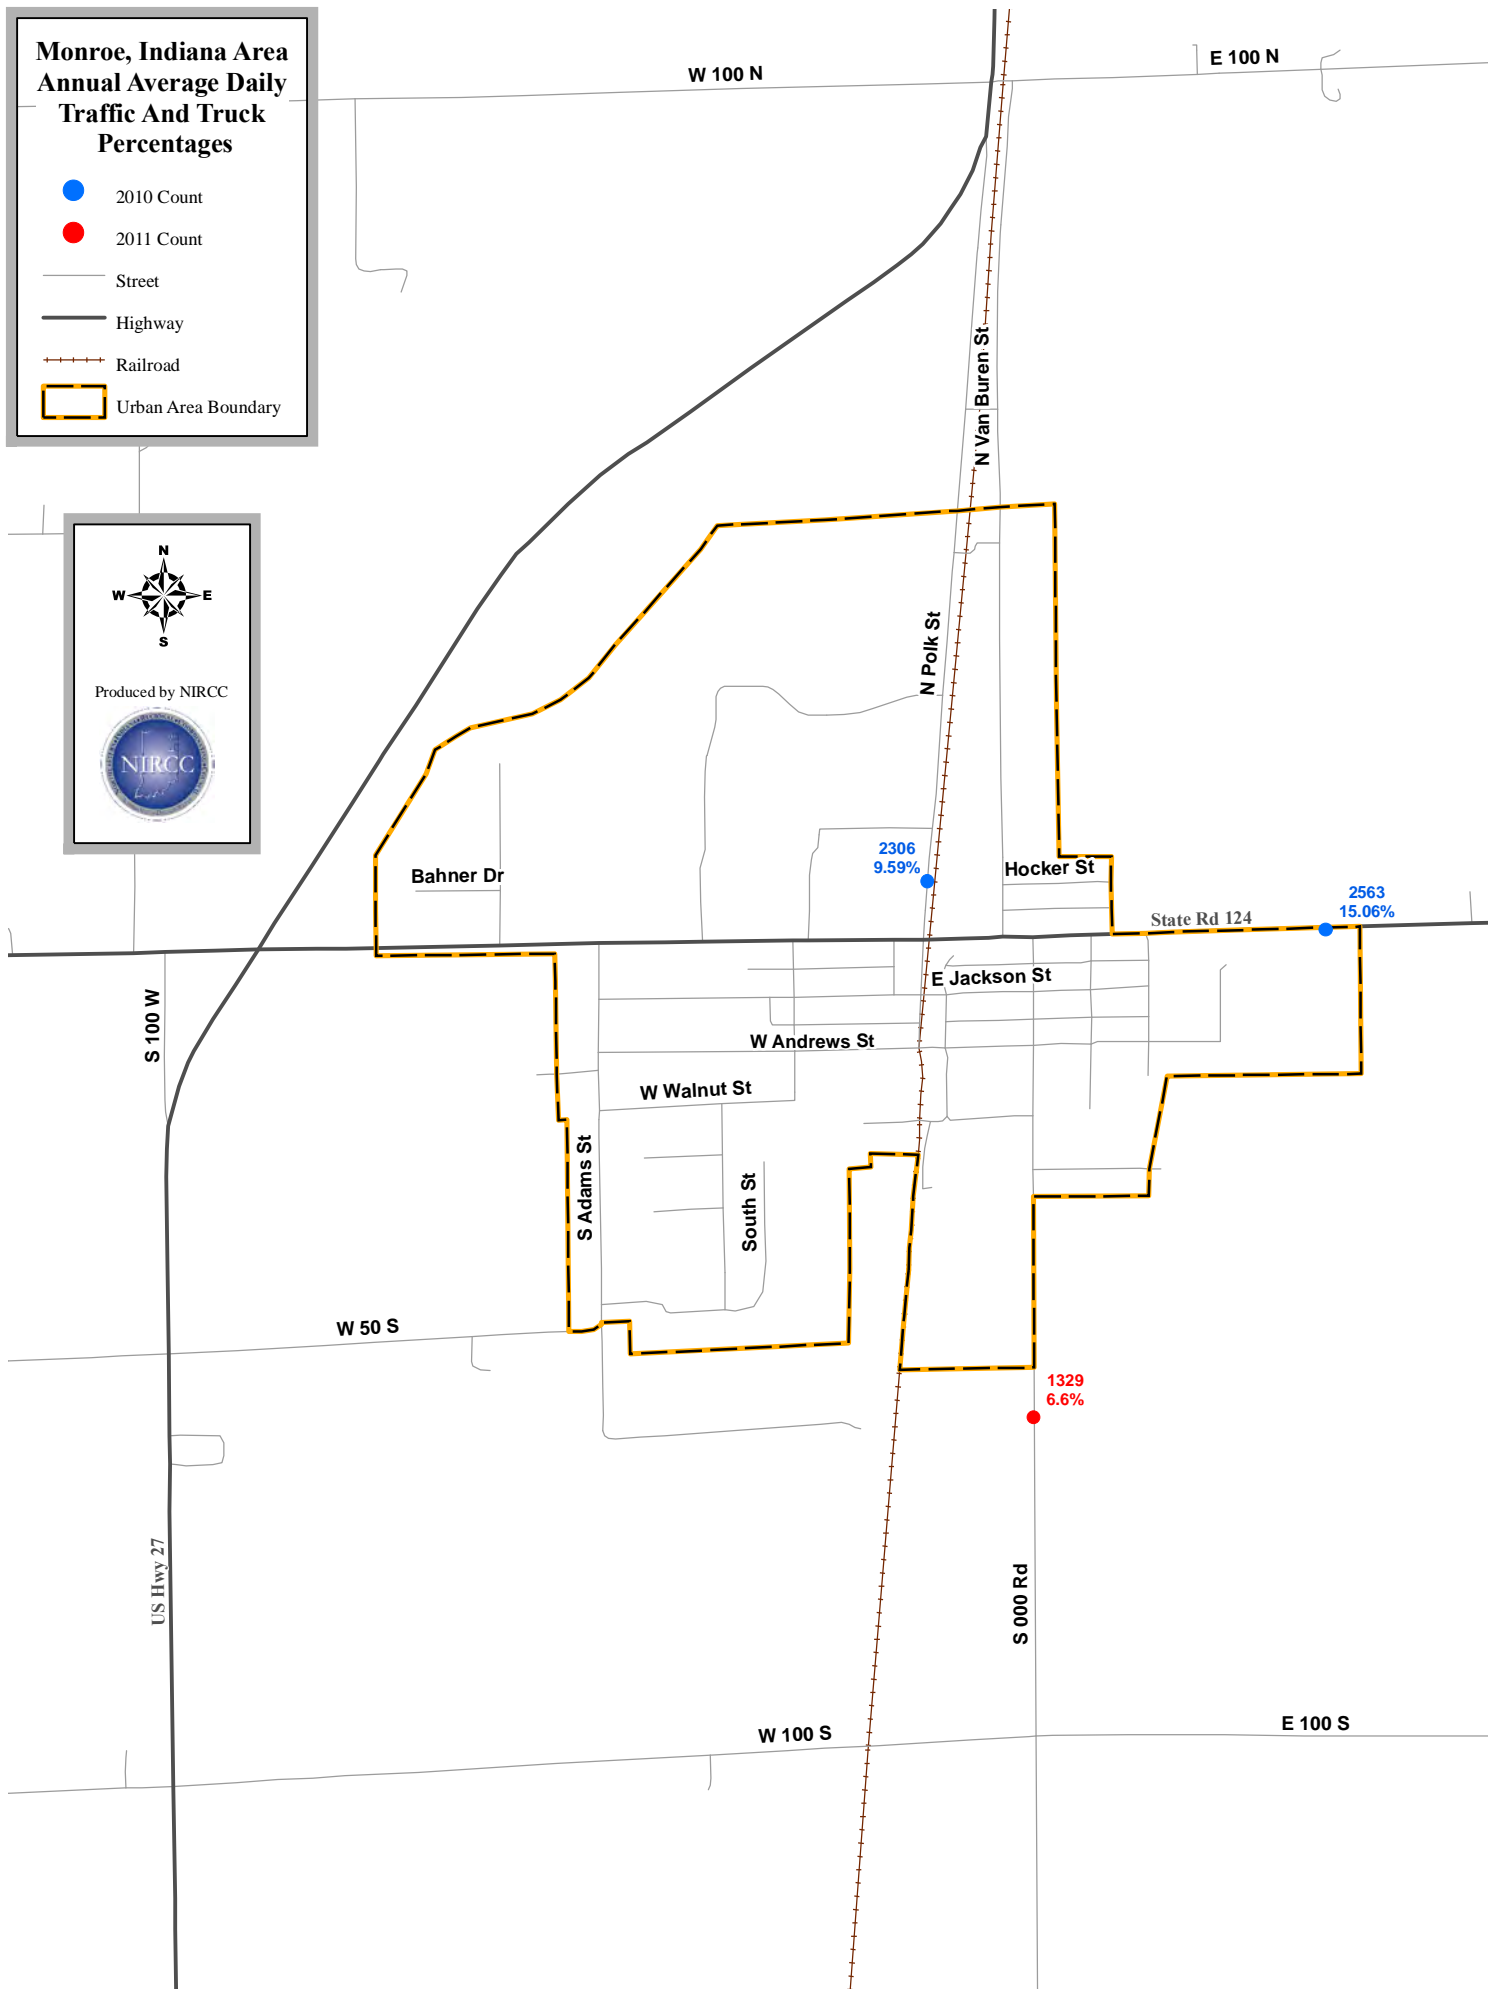 Monroe, Indiana Area
Annual Average Daily
Traffic And Truck
Percentages
2010 Count
2011 Count
Street
Highway
Railroad
Urban Area Boundary
N
W E
S
Produced by NIRCC
NIRCC
W 100 N
E 100 N
N Van Buren St
N Polk St
2306
9.59%
Hocker St
Bahner Dr
2563
15.06%
State Rd 124
E Jackson St
S 100 W
W Andrews St
W Walnut St
S Adams St
South St
W 50 S
1329
6.6%
US Hwy 27
S 000 Rd
W 100 S
E 100 S